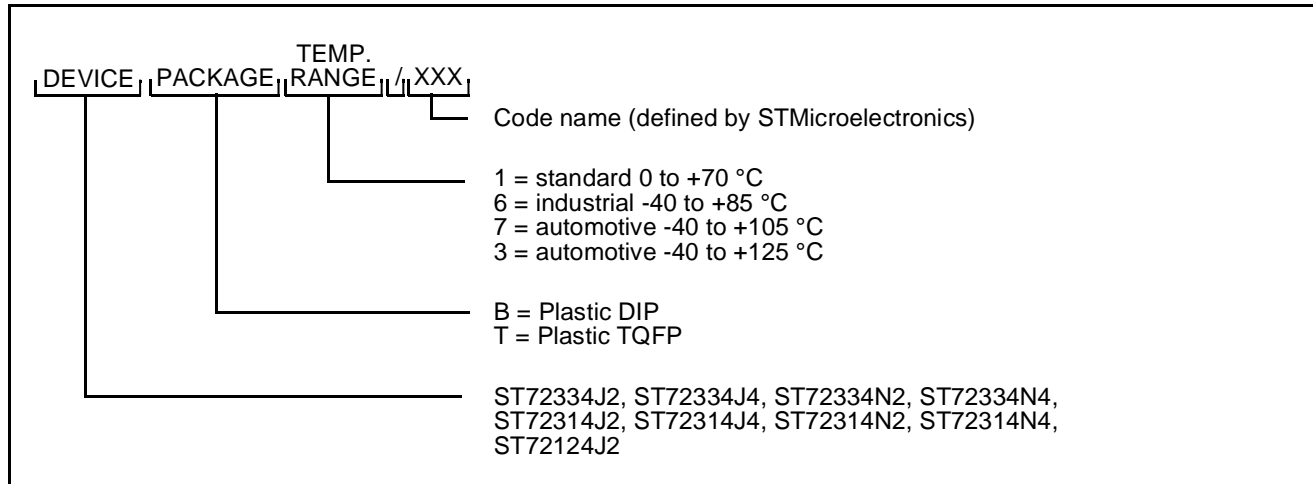 TEMP.
DEVICE PACKAGE RANGE / XXX
Code name (defined by STMicroelectronics)
1 = standard 0 to +70 °C
6 = industrial -40 to +85 °C
7 = automotive -40 to +105 °C
3 = automotive -40 to +125 °C
B = Plastic DIP
T = Plastic TQFP
ST72334J2, ST72334J4, ST72334N2, ST72334N4,
ST72314J2, ST72314J4, ST72314N2, ST72314N4,
ST72124J2